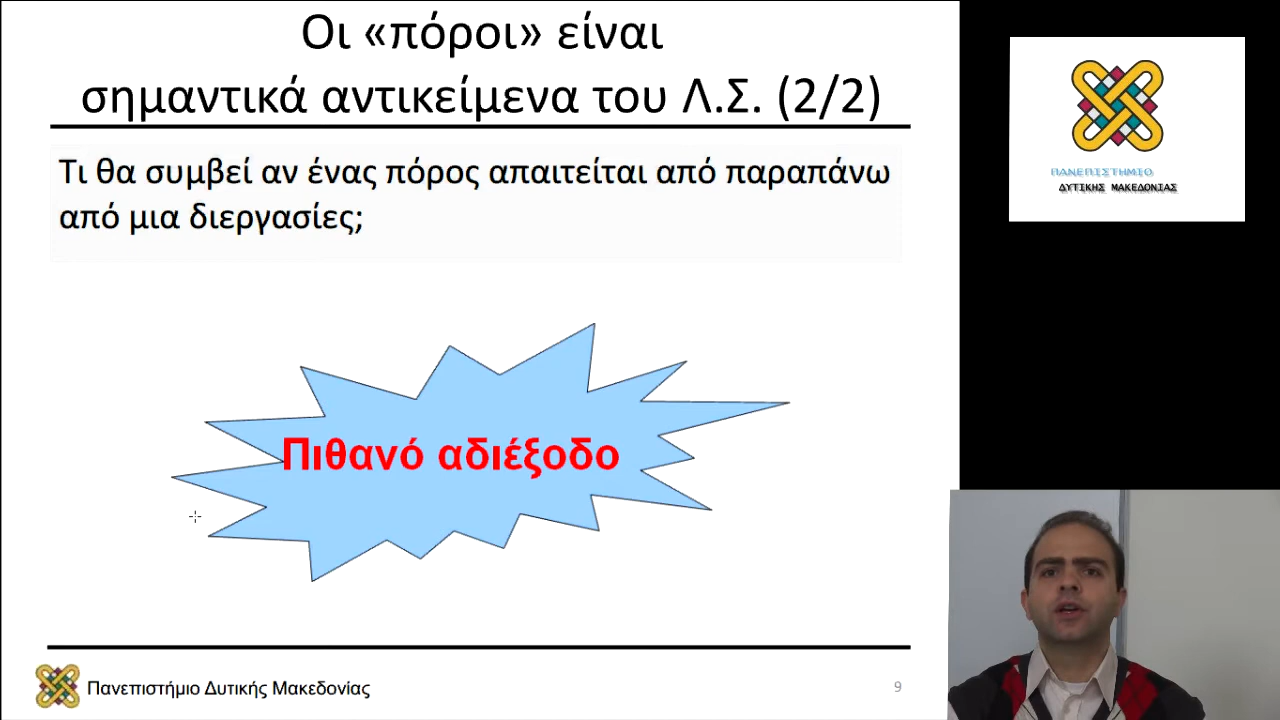 Οι «πόροι» είναι
σημαντικά αντικείμενα του Λ.Σ. (2/2)
Τι θα συμβεί αν ένας πόρος απαιτείται από παραπάνω
από μια διεργασίες;
Πιθανό αδιέξοδο
Πανεπιστήμιο Δυτικής Μακεδονίας
9
ΠΑΝΕΠΙΣΤΗΜΙΟ
ΔΥΤΙΚΗΣ ΜΑΚΕΔΟΝΙΑΣ